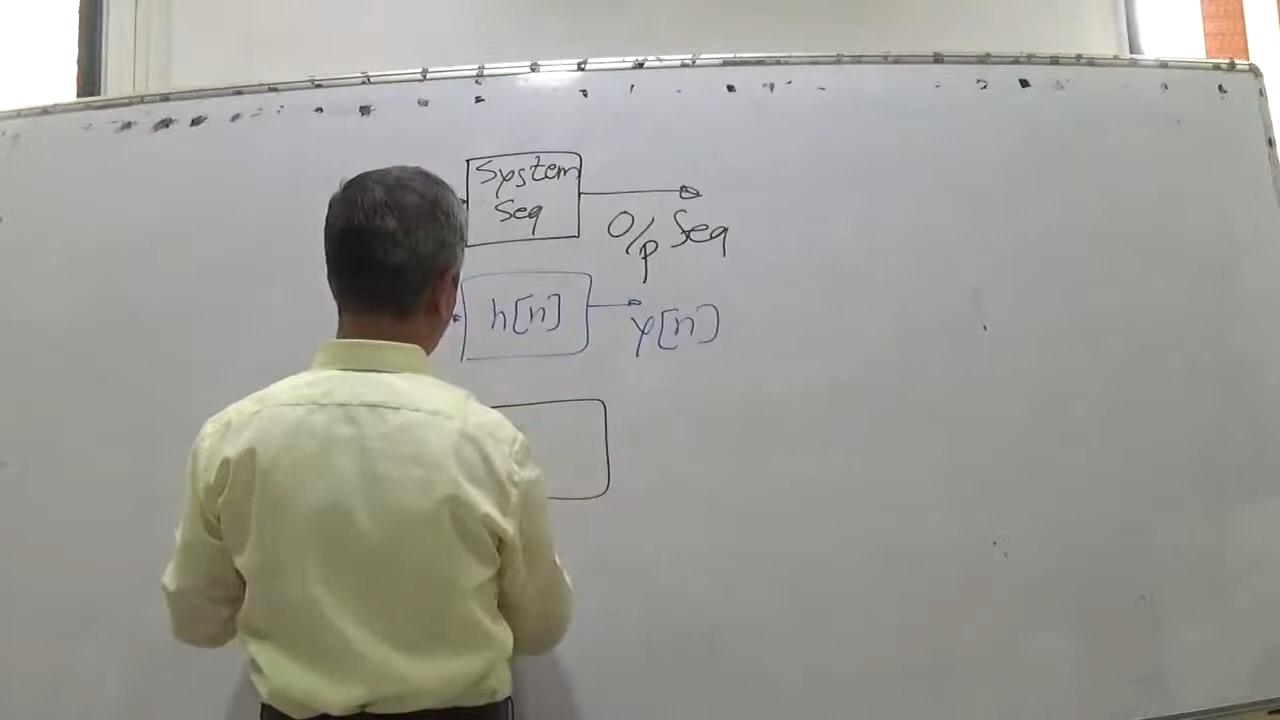 System
Seq
O/p Seq
h[n]
y[n]